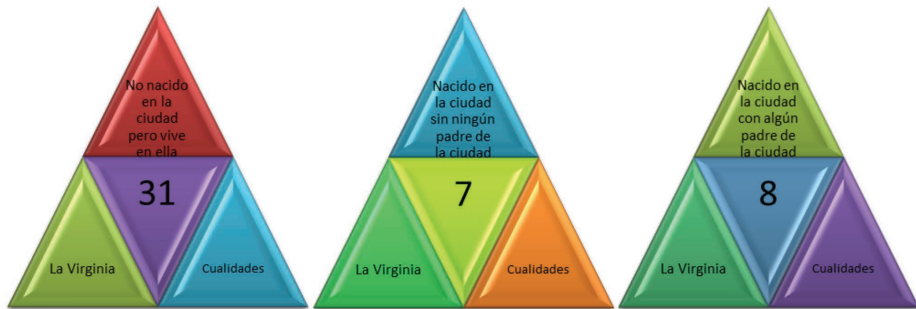 No nacido
en la
ciudad
pero vive
en ella
31
La Virginia
Cualidades
Nacido en
la ciudad
sin ningún
padre de
la ciudad
7
La Virginia
Cualidades
Nacido en
la ciudad
con algún
padre de
la ciudad
8
La Virginia
Cualidades